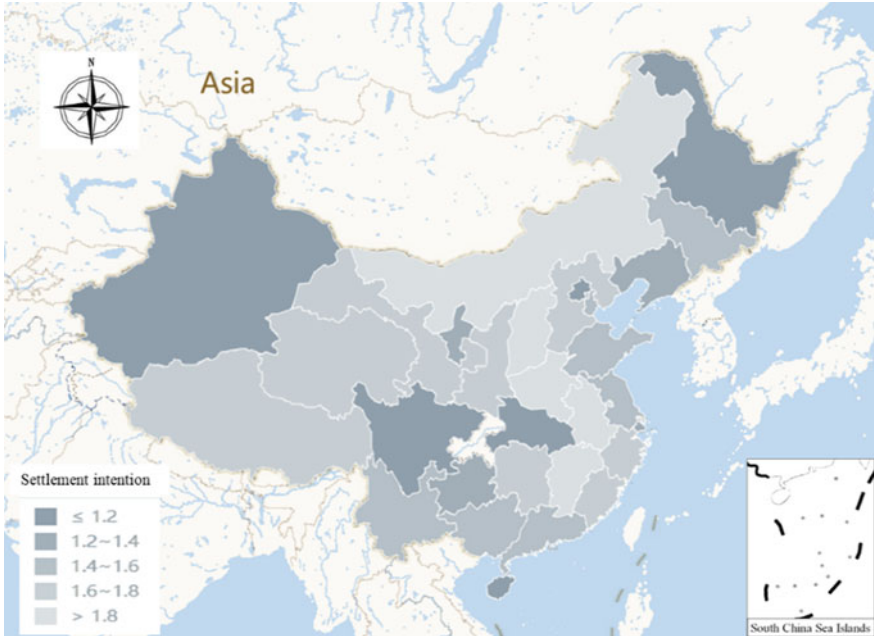 N
Asia
Settlement intention
≤ 1.2
1.2~1.4
1.4~1.6
1.6~1.8
> 1.8
South China Sea Islands